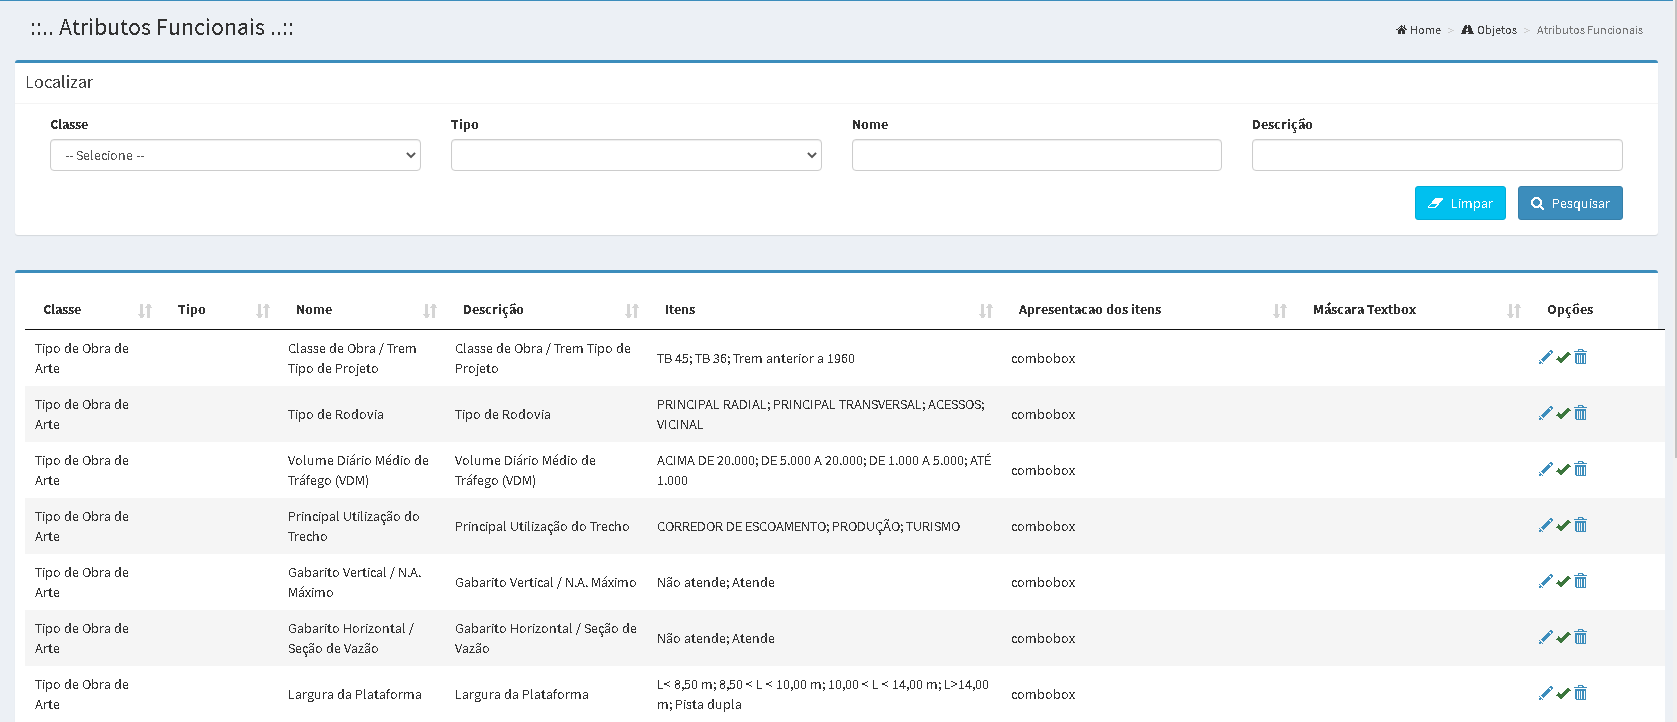 ::.. Atributos Funcionais ..::
Home > Objetos > Atributos Funcionais
Localizar
Classe Tipo Nome Descrição
-- Selecione --
Limpar Pesquisar
Classe Tipo Nome Descrição Itens Apresentacao dos itens Máscara Textbox Opções
Tipo de Obra de Arte Classe de Obra / Trem Tipo de Projeto Classe de Obra / Trem Tipo de Projeto TB 45; TB 36; Trem anterior a 1960 combobox
Tipo de Obra de Arte Tipo de Rodovia Tipo de Rodovia PRINCIPAL RADIAL; PRINCIPAL TRANSVERSAL; ACESSOS; VICINAL combobox
Tipo de Obra de Arte Volume Diário Médio de Tráfego (VDM) Volume Diário Médio de Tráfego (VDM) ACIMA DE 20.000; DE 5.000 A 20.000; DE 1.000 A 5.000; ATÉ 1.000 combobox
Tipo de Obra de Arte Principal Utilização do Trecho Principal Utilização do Trecho CORREDOR DE ESCOAMENTO; PRODUÇÃO; TURISMO combobox
Tipo de Obra de Arte Gabarito Vertical / N.A. Máximo Gabarito Vertical / N.A. Máximo Não atende; Atende combobox
Tipo de Obra de Arte Gabarito Horizontal / Seção de Vazão Gabarito Horizontal / Seção de Vazão Não atende; Atende combobox
Tipo de Obra de Arte Largura da Plataforma Largura da Plataforma L< 8,50 m; 8,50 < L < 10,00 m; 10,00 < L < 14,00 m; L>14,00 m; Pista dupla combobox